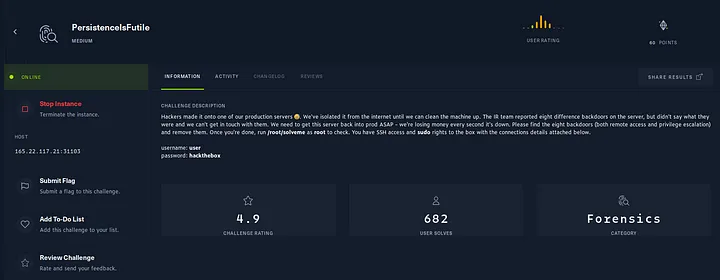 PersistenceIsFutile
MEDIUM
USER RATING
60 POINTS
ONLINE
INFORMATION
ACTIVITY
CHANGELOG
REVIEWS
SHARE RESULTS
Stop Instance
Terminate the instance.
HOST
165.22.117.21:31103
Submit Flag
Submit a flag to this challenge.
Add To-Do List
Add this challenge to your list.
Review Challenge
Rate and send your feedback.
CHALLENGE DESCRIPTION
Hackers made it onto one of our production servers 😅. We've isolated it from the internet until we can clean the machine up. The IR team reported eight difference backdoors on the server, but didn't say what
they were and we can't get in touch with them. We need to get this server back into prod ASAP - we're losing money every second it's down. Please find the eight backdoors (both remote access and privilege escalation)
and remove them. Once you're done, run /root/solveme as root to check. You have SSH access and sudo rights to the box with the connections details attached below.
username: user
password: hackthebox
4.9
CHALLENGE RATING
682
USER SOLVES
Forensics
CATEGORY